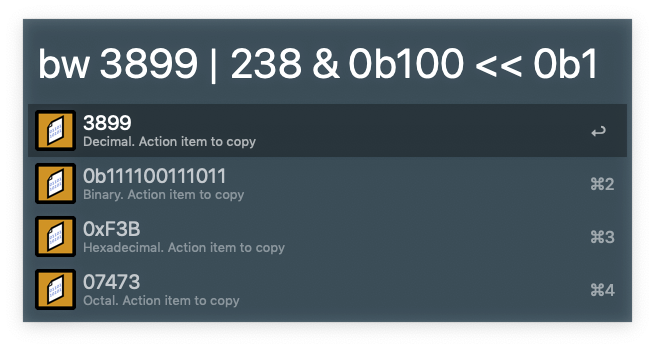 bw 3899 | 238 & 0b100 << 0b1
3899
Decimal. Action item to copy
↩
0b111100111011
Binary. Action item to copy
⌘2
0xF3B
Hexadecimal. Action item to copy
⌘3
07473
Octal. Action item to copy
⌘4